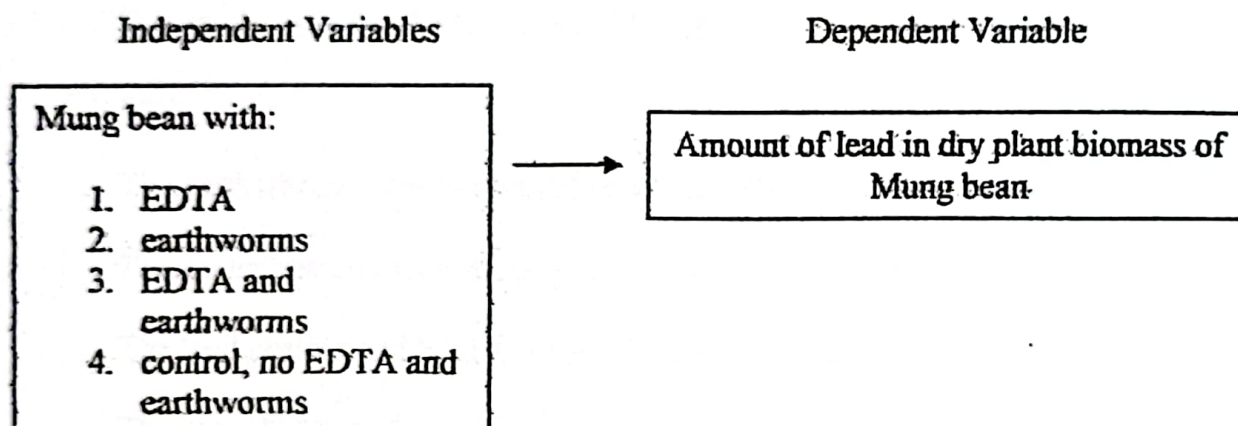 Independent Variables
Dependent Variable
Mung bean with:
1. EDTA
2. earthworms
3. EDTA and
earthworms
4. control, no EDTA and
earthworms
Amount of lead in dry plant biomass of
Mung bean